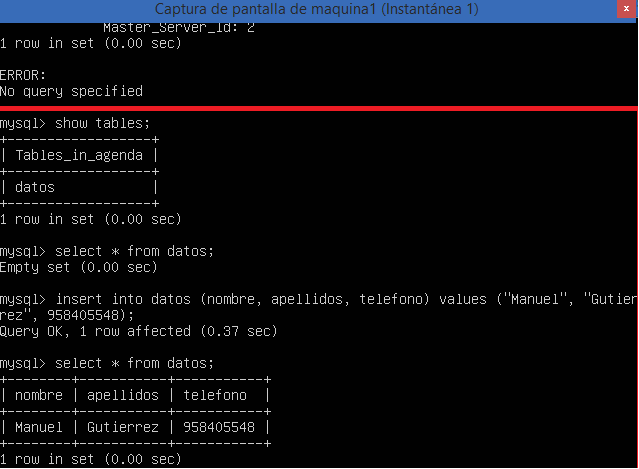 Captura de pantalla de maquina1 (Instantánea 1)
x
Master_Server_Id: 2
1 row in set (0.00 sec)
ERROR:
No query specified
mysql> show tables;
+------------------+
| Tables_in_agenda |
+------------------+
| datos            |
+------------------+
1 row in set (0.00 sec)
mysql> select * from datos;
Empty set (0.00 sec)
mysql> insert into datos (nombre, apellidos, telefono) values ("Manuel", "Gutier
rez", 958405548);
Query OK, 1 row affected (0.37 sec)
mysql> select * from datos;
+--------+-----------+-----------+
| nombre | apellidos | telefono  |
+--------+-----------+-----------+
| Manuel | Gutierrez | 958405548 |
+--------+-----------+-----------+
1 row in set (0.00 sec)